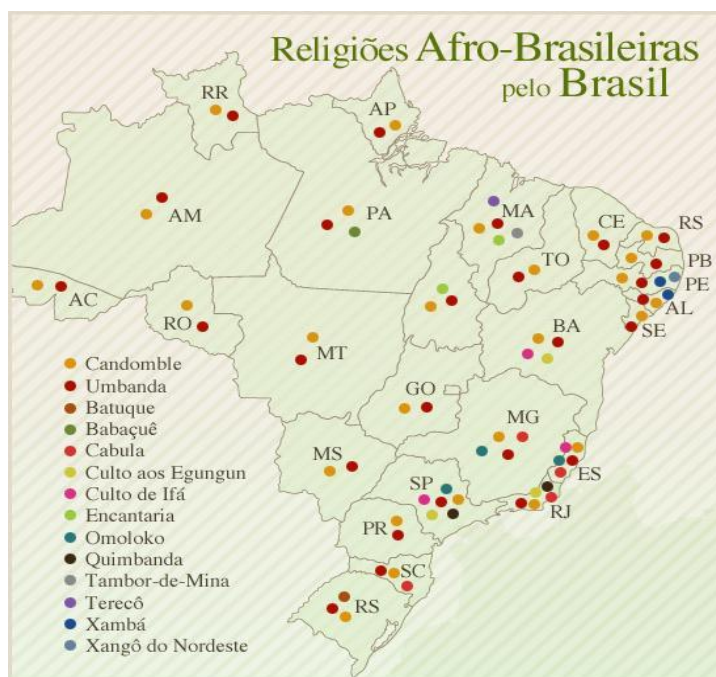 Religiões Afro-Brasileiras
pelo Brasil
RR
AP
AM
PA
MA
CE
RS
PB
PE
AL
SE
TO
AC
RO
MT
BA
GO
MG
MS
SP
ES
RJ
PR
SC
RS
Candomble
Umbanda
Batuque
Babaçuê
Cabula
Culto aos Egungun
Culto de Ifá
Encantaria
Omoloko
Quimbanda
Tambor-de-Mina
Terecô
Xambá
Xangô do Nordeste